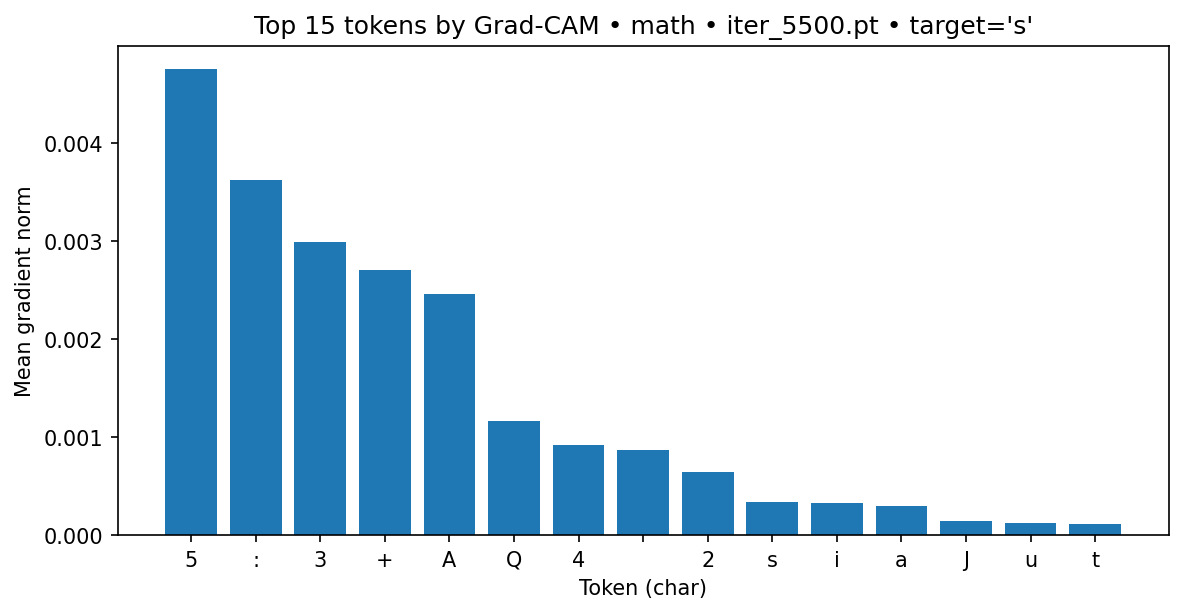 Top 15 tokens by Grad-CAM • math • iter_5500.pt • target='s'
Mean gradient norm
0.004
0.003
0.002
0.001
0.000
5 : 3 + A Q 4 2 s i a J u t
Token (char)